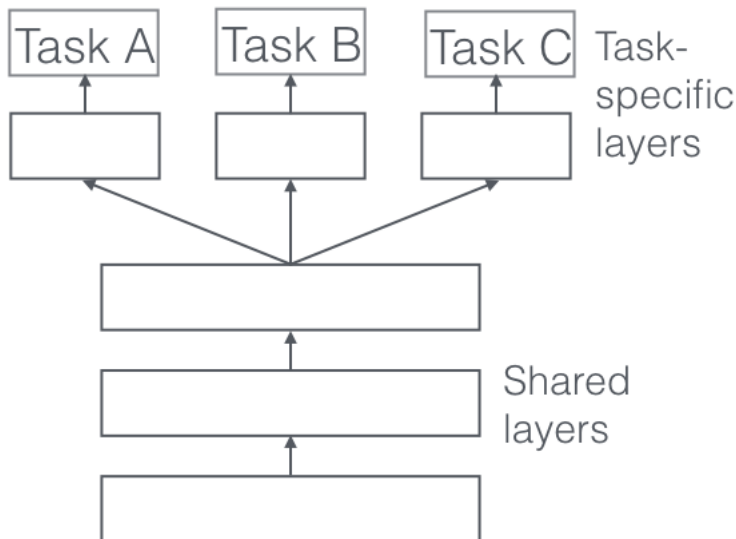 Task A
Task B
Task C
Task-
specific
layers
Shared
layers